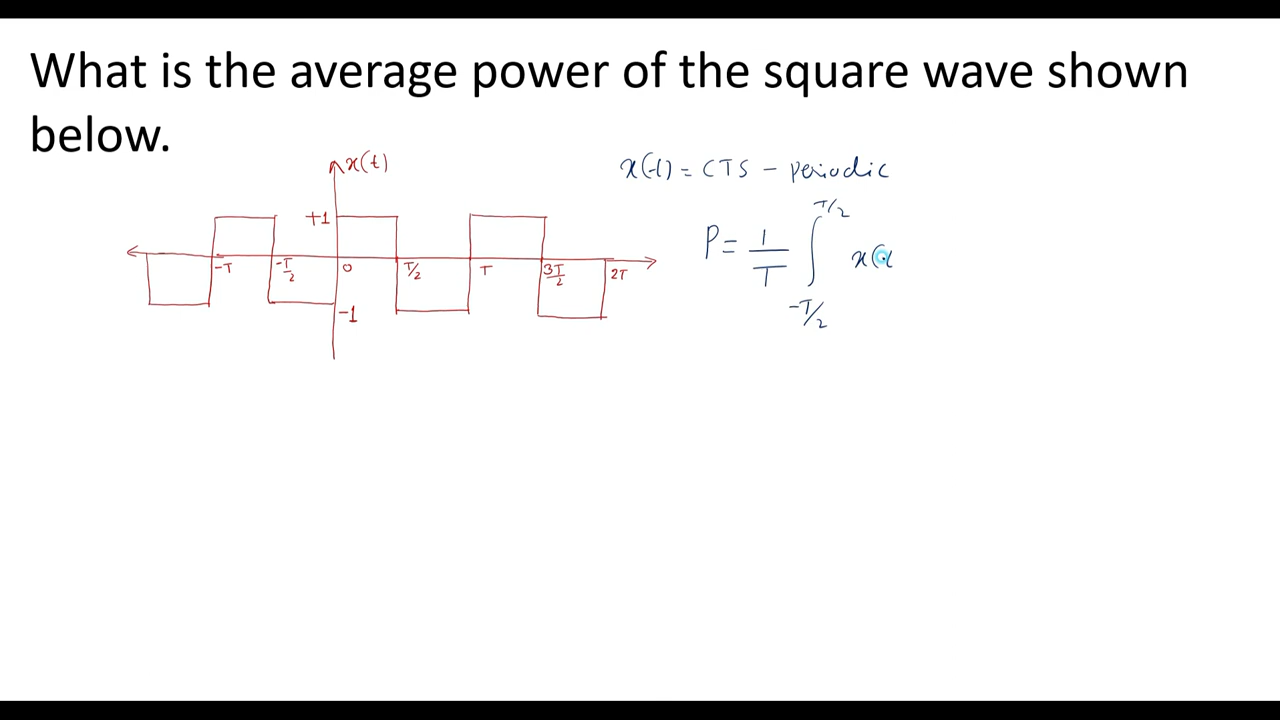 What is the average power of the square wave shown
below.
x(t)
+1
-T
-T/2
0
T/2
T
3T/2
2T
-1
x(t) = CTS - periodic
P = 1/T ∫ x(t
T/2
-T/2